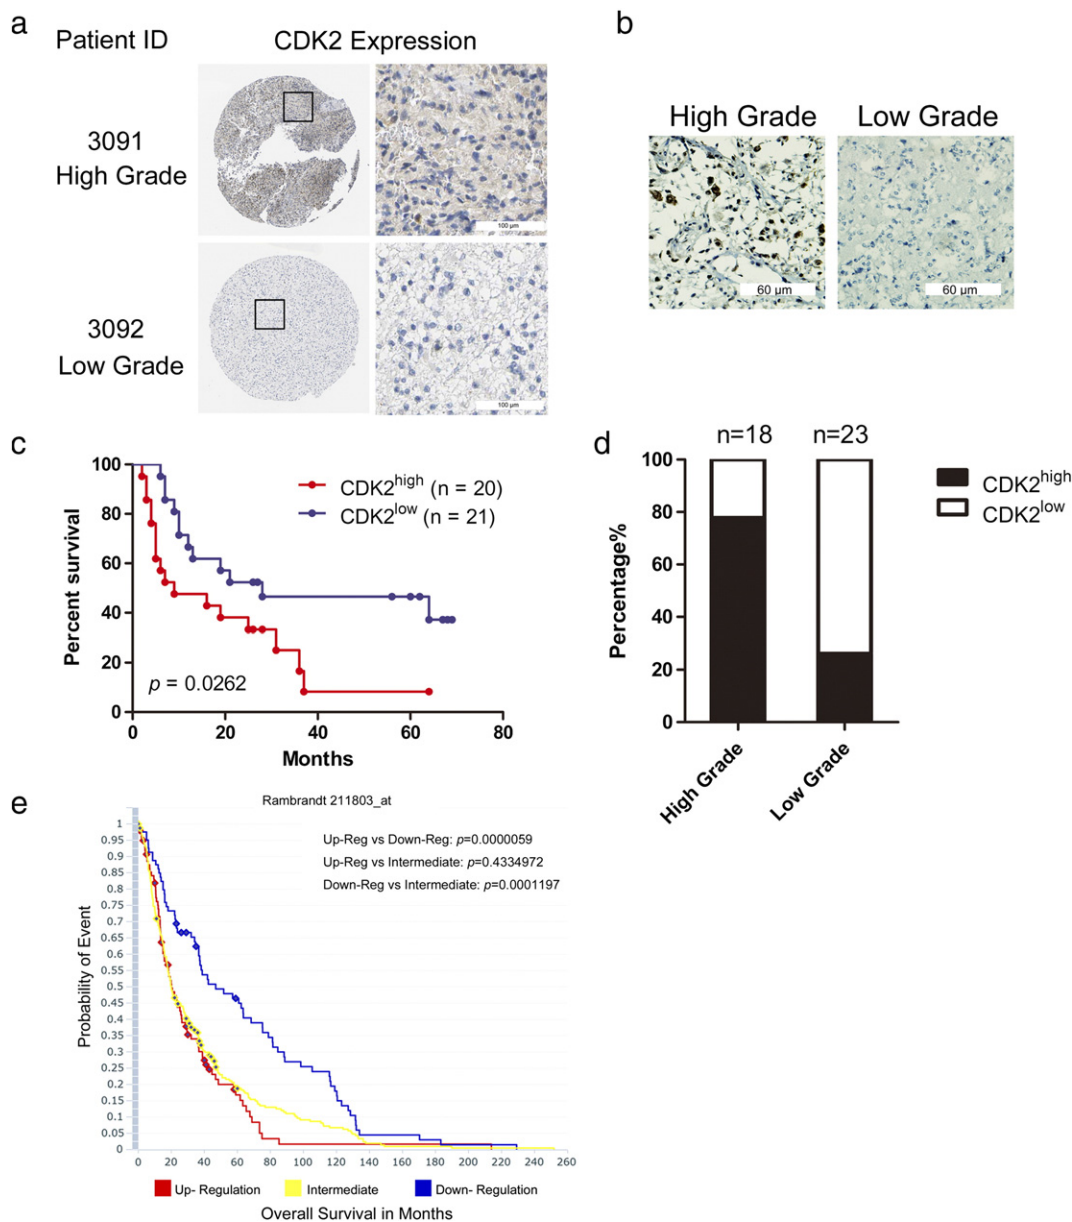 a
Patient ID
CDK2 Expression
3091
High Grade
100 µm
3092
Low Grade
100 µm
b
High Grade
Low Grade
60 µm
60 µm
c
100
80
60
40
20
0
Percent survival
CDK2high (n = 20)
CDK2low (n = 21)
p = 0.0262
0
20
40
60
80
Months
d
n=18
n=23
100
80
60
40
20
0
Percentage%
CDK2high
CDK2low
High Grade
Low Grade
e
Rambrandt 211803_at
Up-Reg vs Down-Reg: p=0.0000059
Up-Reg vs Intermediate: p=0.4334972
Down-Reg vs Intermediate: p=0.0001197
Probability of Event
1
0.95
0.9
0.85
0.8
0.75
0.7
0.65
0.6
0.55
0.5
0.45
0.4
0.35
0.3
0.25
0.2
0.15
0.1
0.05
0
0
20
40
60
80
100
120
140
160
180
200
220
240
260
Up- Regulation
Intermediate
Down- Regulation
Overall Survival in Months